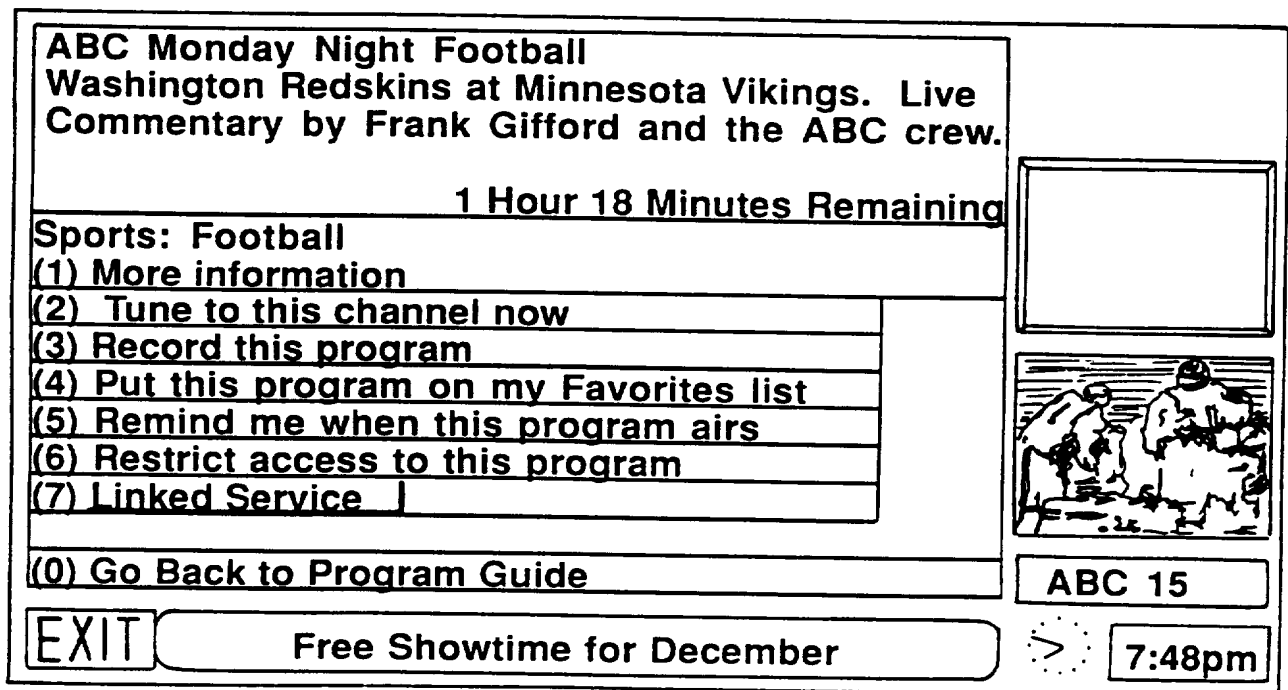 ABC Monday Night Football
Washington Redskins at Minnesota Vikings. Live
Commentary by Frank Gifford and the ABC crew.
1 Hour 18 Minutes Remaining
Sports: Football
(1) More information
(2) Tune to this channel now
(3) Record this program
(4) Put this program on my Favorites list
(5) Remind me when this program airs
(6) Restrict access to this program
(7) Linked Service
(0) Go Back to Program Guide
ABC 15
EXIT
Free Showtime for December
7:48pm